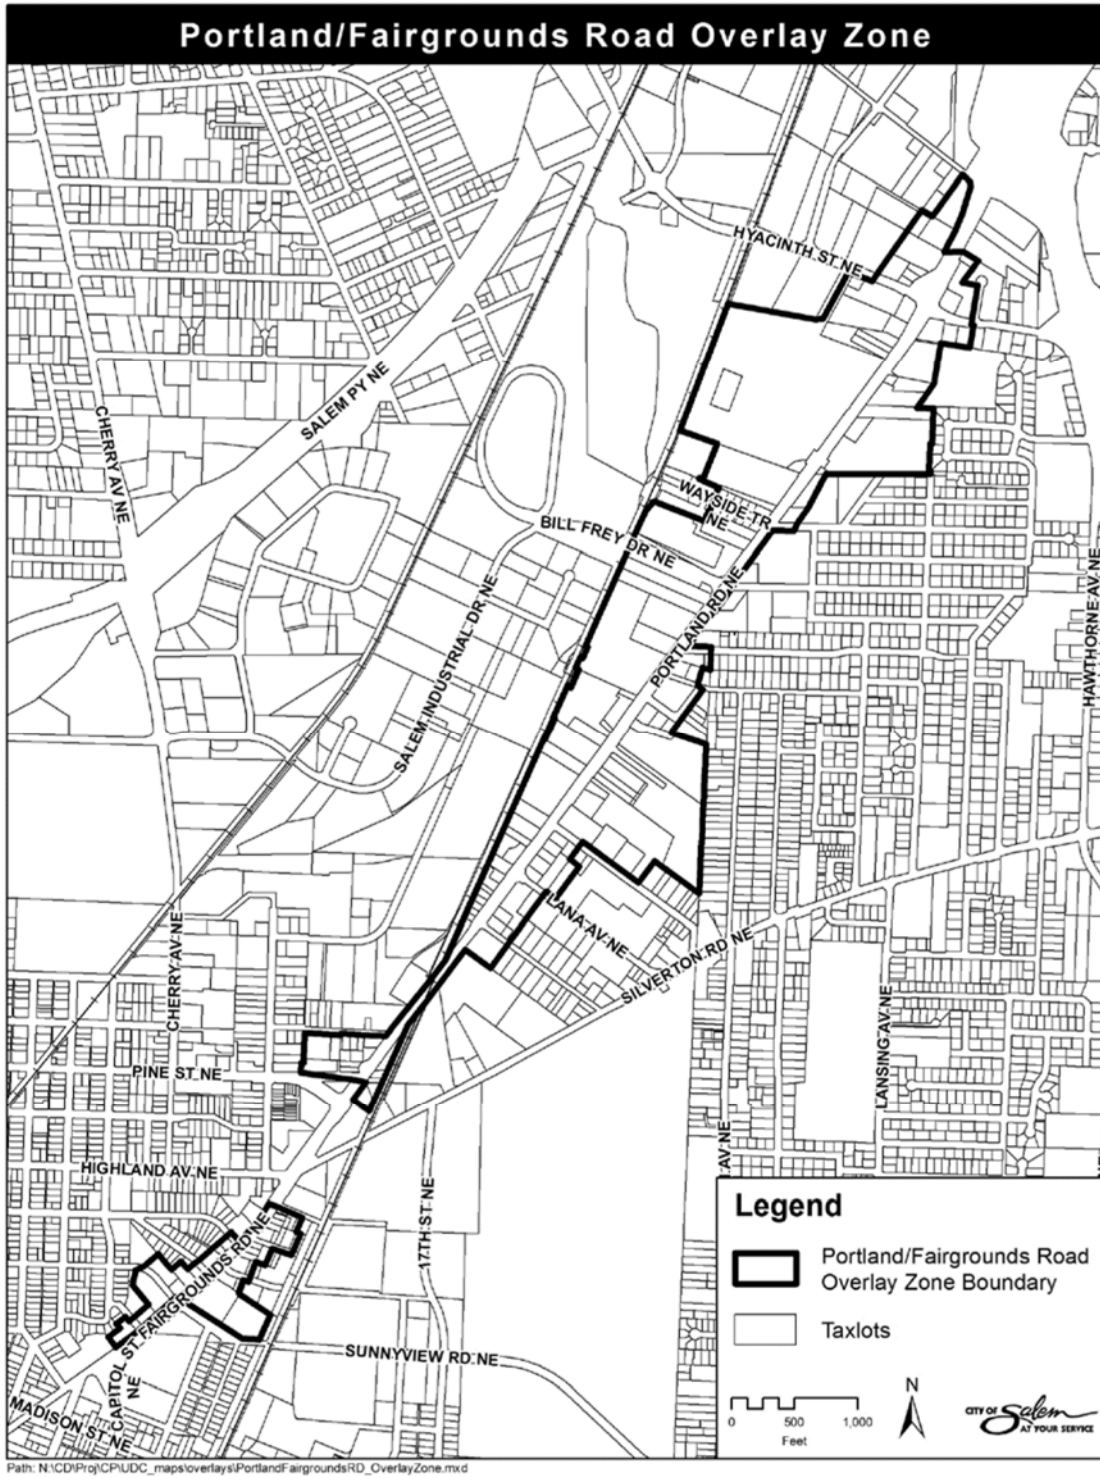 Portland/Fairgrounds Road Overlay Zone
HYACINTH ST NE
SALEM PY NE
CHERRY AV NE
WAYSIDE TR
NE
BILL FREY DR NE
HAWTHORNE AV NE
PORTLAND RD NE
SALEM INDUSTRIAL DR NE
LANA AV NE
CHERRY AV NE
SILVERTON RD NE
LANSING AV NE
PINE ST NE
AV NE
HIGHLAND AV NE
17TH ST NE
FAIRGROUNDS RD NE
CAPITOL ST
NE
SUNNYVIEW RD NE
MADISON ST NE
Legend
Portland/Fairgrounds Road
Overlay Zone Boundary
Taxlots
N
0 500 1,000
Feet
CITY OF Salem
AT YOUR SERVICE
Path: N:\CD\Proj\CP\UDC_maps\overlays\PortlandFairgroundsRD_OverlayZone.mxd